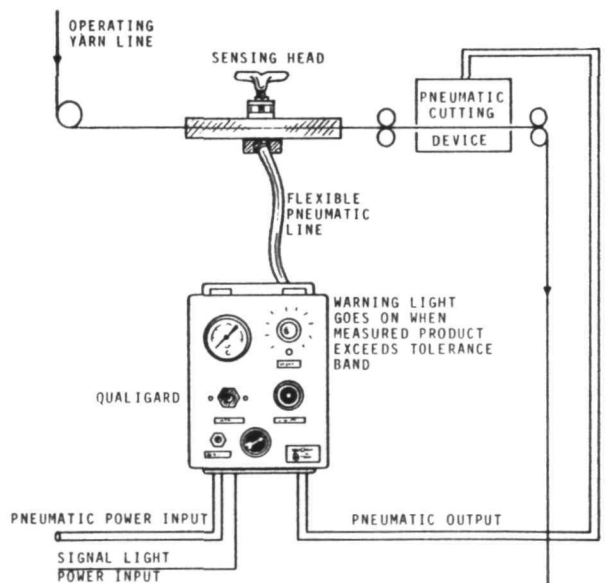 OPERATING
YARN LINE
SENSING HEAD
PNEUMATIC
CUTTING
DEVICE
FLEXIBLE
PNEUMATIC
LINE
WARNING LIGHT
GOES ON WHEN
MEASURED PRODUCT
EXCEEDS TOLERANCE
BAND
QUALIGARD
PNEUMATIC POWER INPUT
PNEUMATIC OUTPUT
SIGNAL LIGHT
POWER INPUT